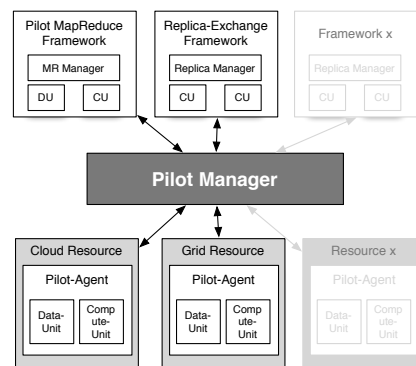 Pilot MapReduce
Framework
MR Manager
DU
CU
Replica-Exchange
Framework
Replica Manager
CU
CU
Framework x
Replica Manager
CU
CU
Pilot Manager
Cloud Resource
Pilot-Agent
Data-
Unit
Comp
ute-
Unit
Grid Resource
Pilot-Agent
Data-
Unit
Comp
ute-
Unit
Resource x
Pilot-Agent
Data-
Unit
Comp
ute-
Unit